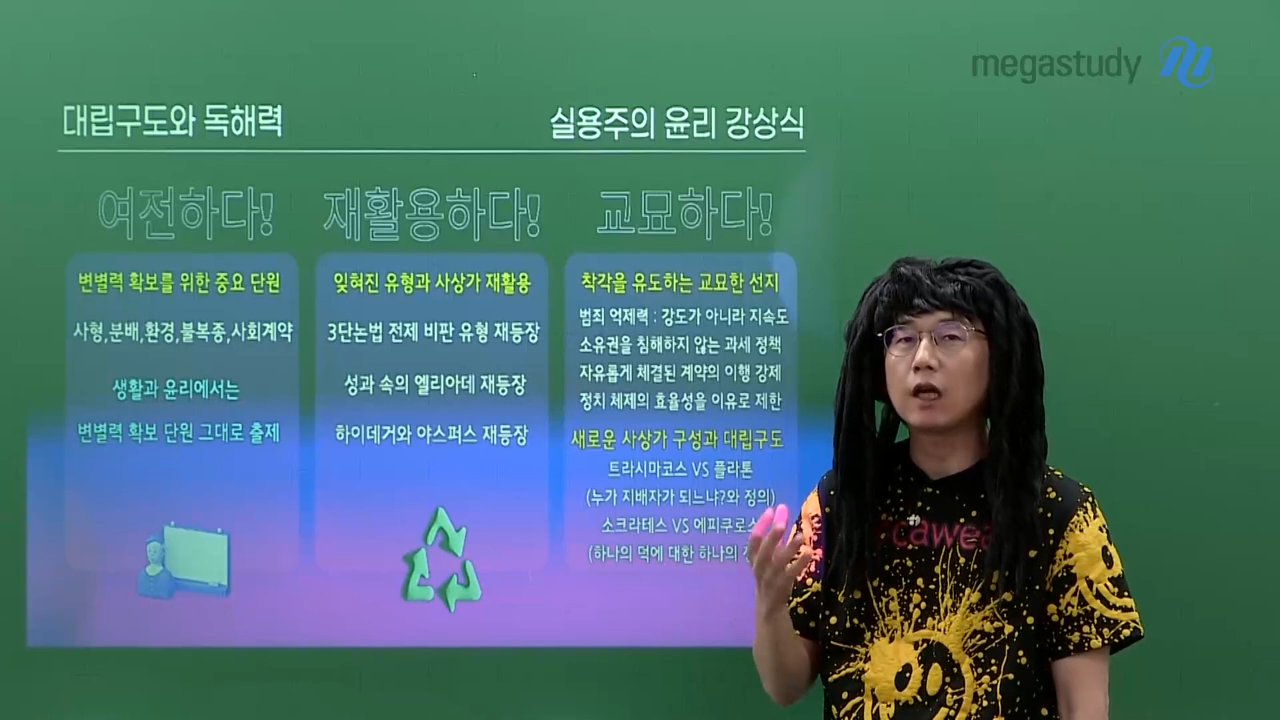 megastudy
대립구도와 독해력
실용주의 윤리 강상식
여전하다!
변별력 확보를 위한 중요 단원
사형,분배,환경,불복종,사회계약
생활과 윤리에서는
변별력 확보 단원 그대로 출제
재활용하다!
잊혀진 유형과 사상가 재활용
3단논법 전제 비판 유형 재등장
성과 속의 엘리아데 재등장
하이데거와 야스퍼스 재등장
교묘하다!
착각을 유도하는 교묘한 선지
범죄 억제력 : 강도가 아니라 지속도
소유권을 침해하지 않는 과세 정책
자유롭게 체결된 계약의 이행 강제
정치 체제의 효율성을 이유로 제한
새로운 사상가 구성과 대립구도
트라시마코스 VS 플라톤
(누가 지배자가 되느냐?와 정의)
소크라테스 VS 에피쿠로스
(하나의 덕에 대한 하나의